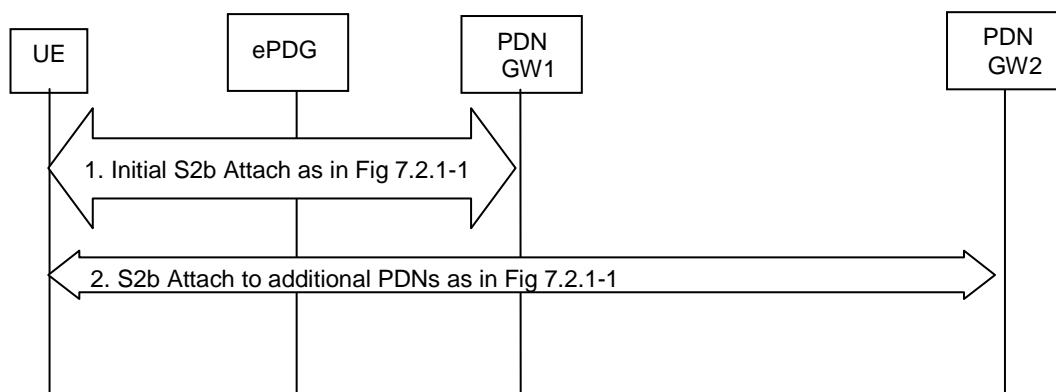 UE
ePDG
PDN
GW1
PDN
GW2
1. Initial S2b Attach as in Fig 7.2.1-1
2. S2b Attach to additional PDNs as in Fig 7.2.1-1